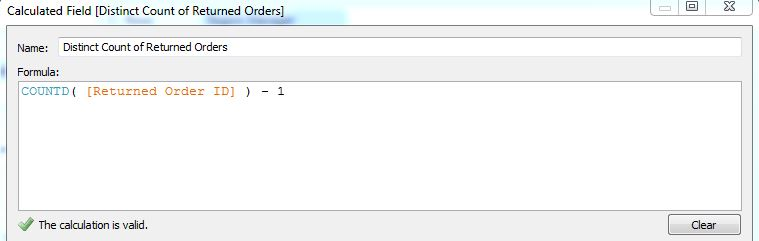 Calculated Field [Distinct Count of Returned Orders]
Name: Distinct Count of Returned Orders
Formula:
COUNTD( [Returned Order ID] ) - 1
The calculation is valid.
Clear